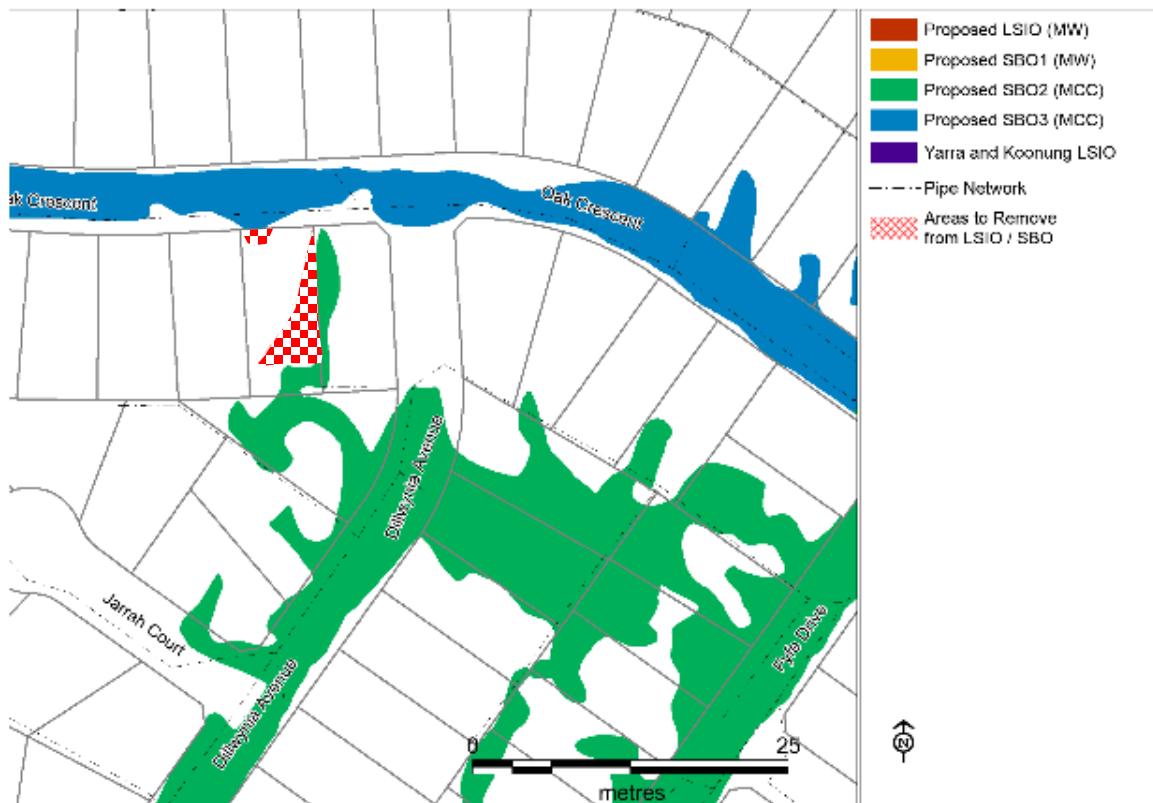 Proposed LSIO (MW)
Proposed SBO1 (MW)
Proposed SBO2 (MCC)
Proposed SBO3 (MCC)
Yarra and Koonung LSIO
Pipe Network
Areas to Remove
from LSIO / SBO
ak Crescent
Oak Crescent
Dillwynia Avenue
Jarrah Court
Fyfe Drive
Dillwynia Avenue
N
0 25
metres